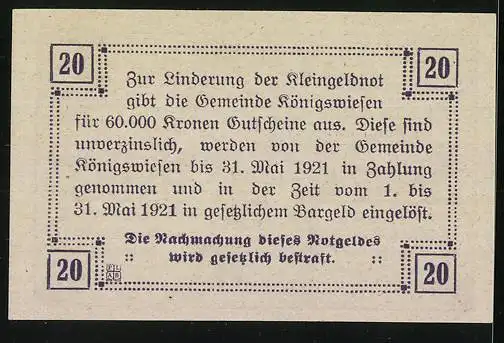 20 20
Zur Linderung der Kleingeldnot
gibt die Gemeinde Königswiesen
für 60.000 Kronen Gutscheine aus. Diese sind
unverzinslich, werden von der Gemeinde
Königswiesen bis 31. Mai 1921 in Zahlung
genommen und in der Zeit vom 1. bis
31. Mai 1921 in gesetzlichem Bargeld eingelöst.
Die Nachmachung dieses Notgeldes
:: wird gesetzlich bestraft. ::
20 20